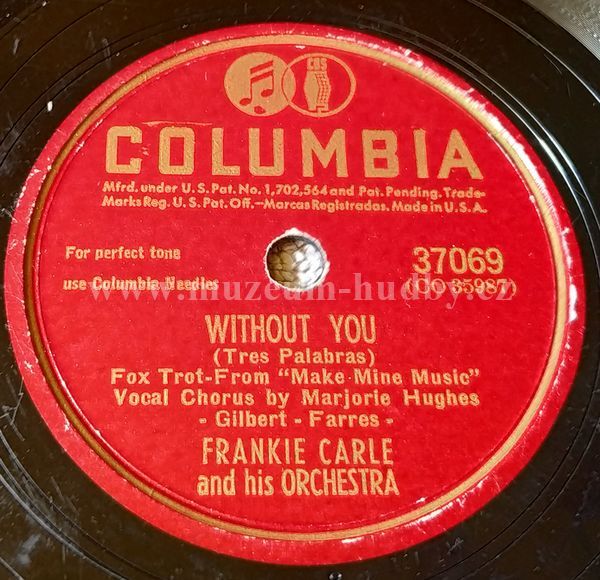 CBS
COLUMBIA
Mfrd. under U.S. Pat. No. 1,702,564 and Pat. Pending. Trade-
Marks Reg. U.S. Pat. Off.—Marcas Registradas. Made in U.S.A.
For perfect tone
use Columbia Needles
37069
(CO 35987)
www.muzeum-hudby.cz
WITHOUT YOU
(Tres Palabras)
Fox Trot-From "Make Mine Music"
Vocal Chorus by Marjorie Hughes
- Gilbert - Farres -
FRANKIE CARLE
and his ORCHESTRA